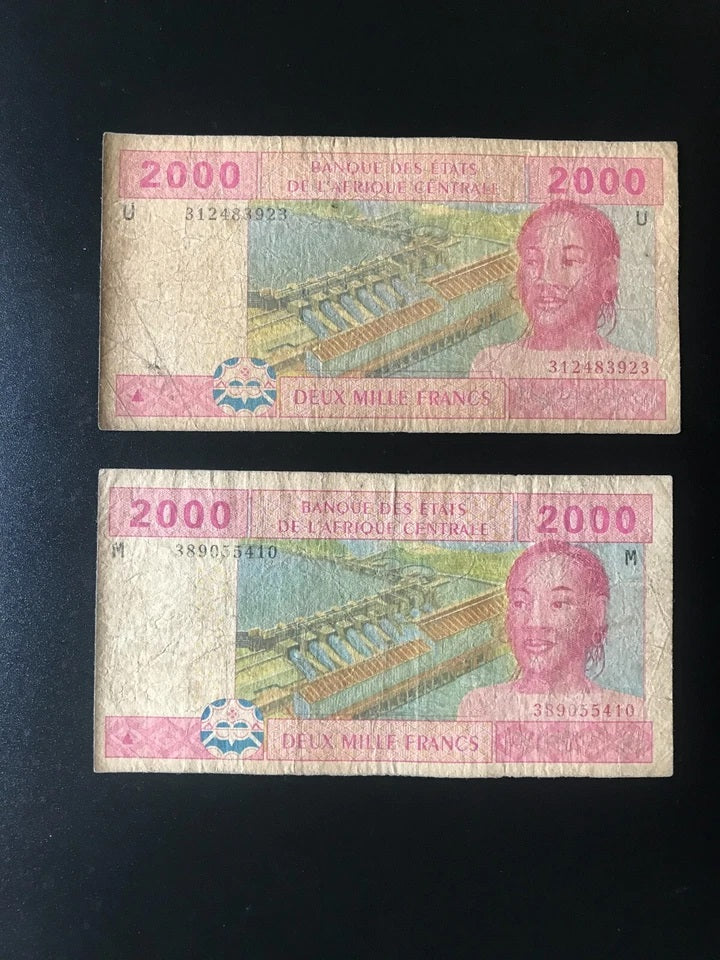 2000 BANQUE DES ÉTATS 2000
DE L'AFRIQUE CENTRALE
U 312483923 U
312483923
DEUX MILLE FRANCS
2000 BANQUE DES ÉTATS 2000
DE L'AFRIQUE CENTRALE
M 389055410 M
389055410
DEUX MILLE FRANCS